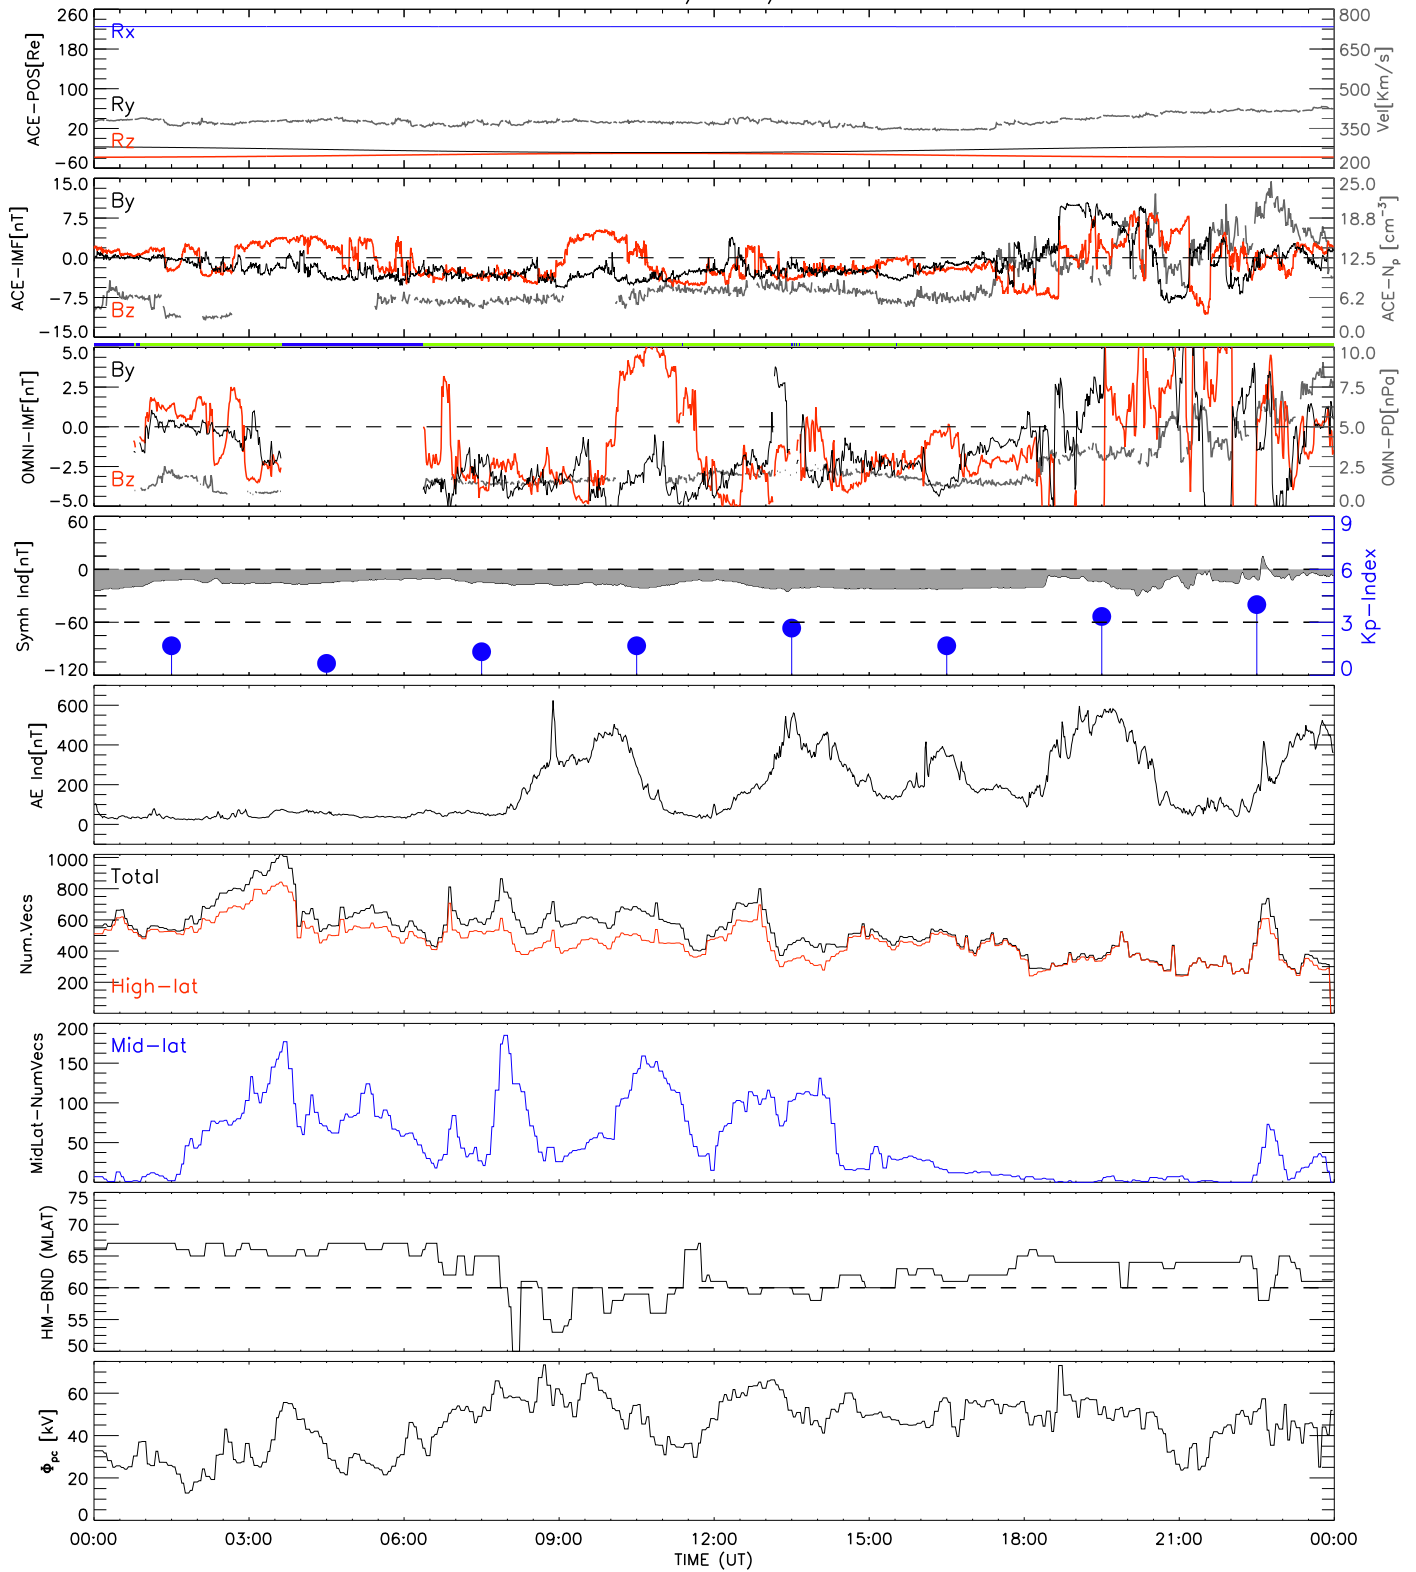 260
180
100
20
−60
ACE−POS[Re]
Rx
Ry
Rz
800
650
500
350
200
Vel[Km/s]
15.0
7.5
0.0
−7.5
−15.0
ACE−IMF[nT]
By
Bz
25.0
18.8
12.5
6.2
0.0
ACE−Np [cm⁻³]
5.0
2.5
0.0
−2.5
−5.0
OMNI−IMF[nT]
By
Bz
10.0
7.5
5.0
2.5
0.0
OMN−PD[nPa]
60
0
−60
−120
Symh Ind[nT]
9
6
3
0
Kp−Index
600
400
200
0
AE Ind[nT]
1000
800
600
400
200
Num.Vecs
Total
High−lat
200
150
100
50
0
MidLat−NumVecs
Mid−lat
75
70
65
60
55
50
HM−BND (MLAT)
60
40
20
0
Φpc [kV]
00:00 03:00 06:00 09:00 12:00 15:00 18:00 21:00 00:00
TIME (UT)